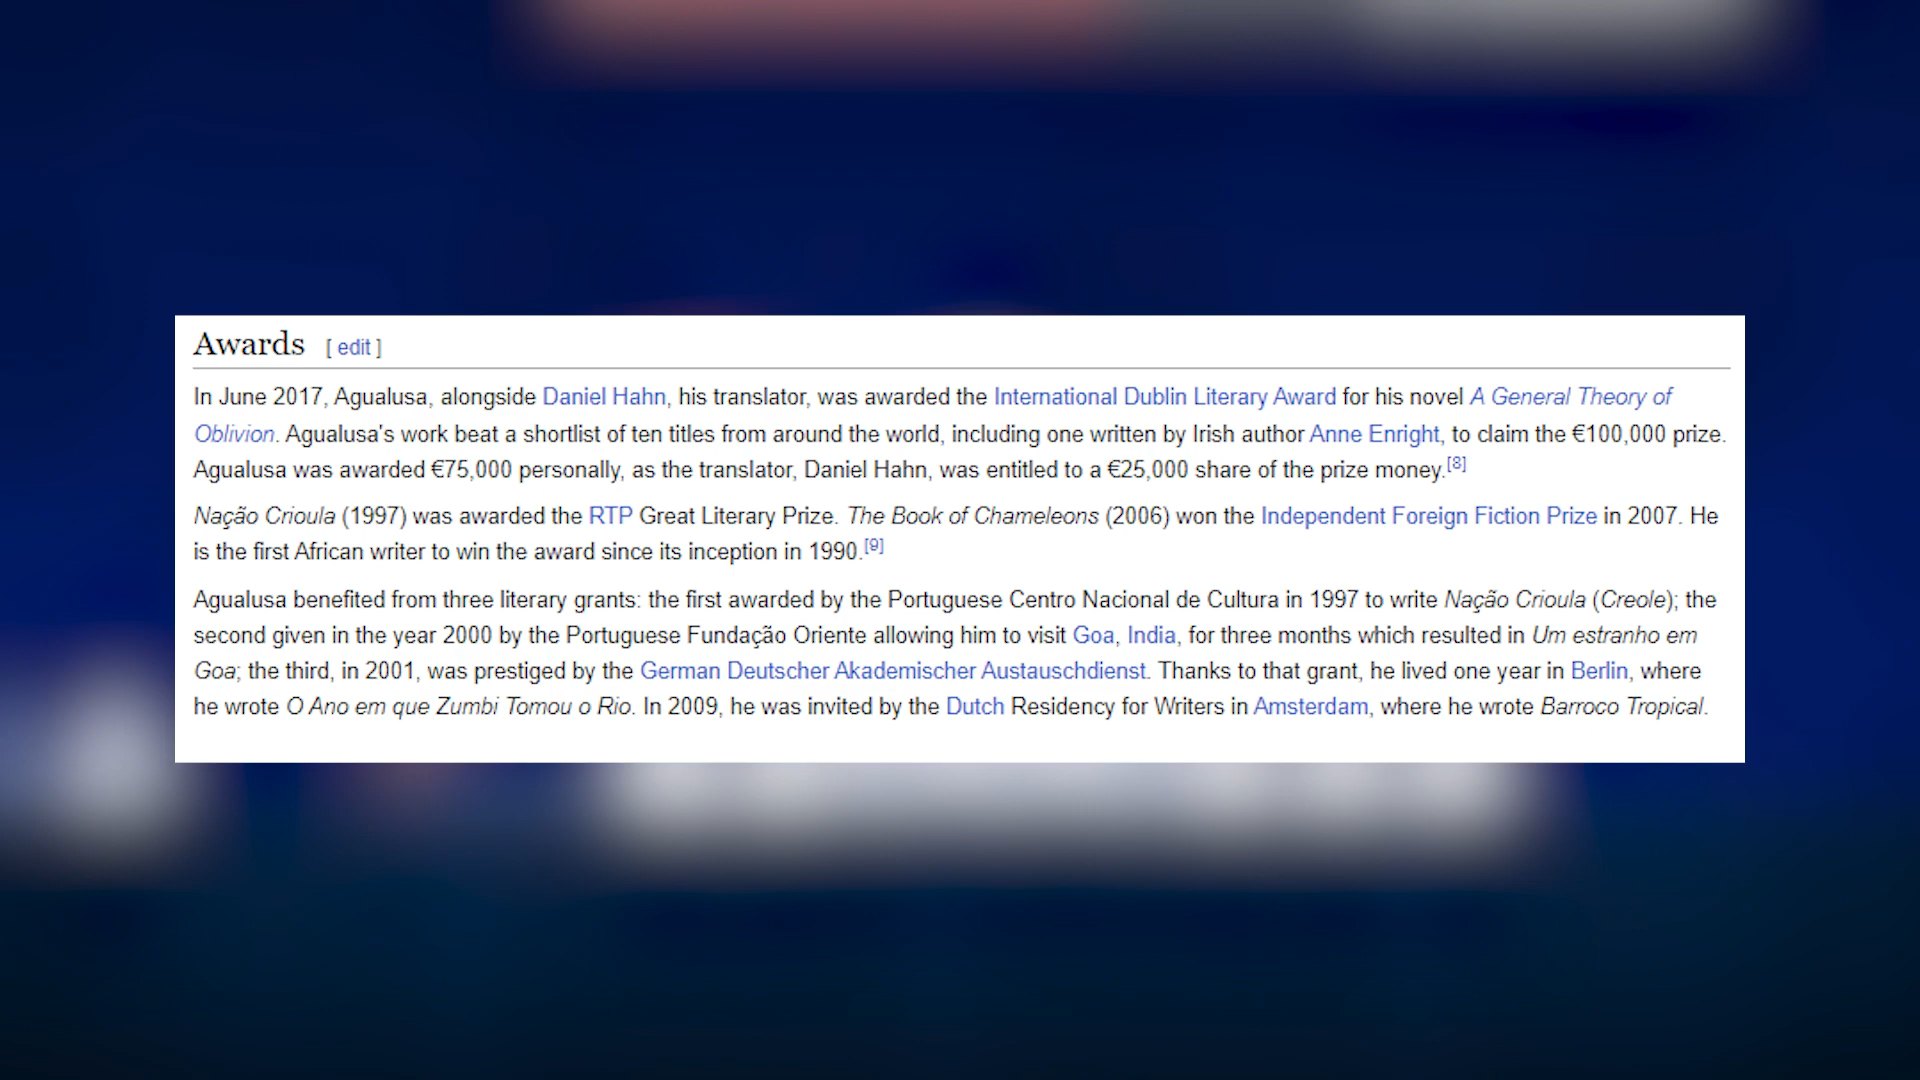 Awards [ edit ]
In June 2017, Agualusa, alongside Daniel Hahn, his translator, was awarded the International Dublin Literary Award for his novel A General Theory of
Oblivion. Agualusa's work beat a shortlist of ten titles from around the world, including one written by Irish author Anne Enright, to claim the €100,000 prize.
Agualusa was awarded €75,000 personally, as the translator, Daniel Hahn, was entitled to a €25,000 share of the prize money.[8]
Nação Crioula (1997) was awarded the RTP Great Literary Prize. The Book of Chameleons (2006) won the Independent Foreign Fiction Prize in 2007. He
is the first African writer to win the award since its inception in 1990.[9]
Agualusa benefited from three literary grants: the first awarded by the Portuguese Centro Nacional de Cultura in 1997 to write Nação Crioula (Creole); the
second given in the year 2000 by the Portuguese Fundação Oriente allowing him to visit Goa, India, for three months which resulted in Um estranho em
Goa; the third, in 2001, was prestiged by the German Deutscher Akademischer Austauschdienst. Thanks to that grant, he lived one year in Berlin, where
he wrote O Ano em que Zumbi Tomou o Rio. In 2009, he was invited by the Dutch Residency for Writers in Amsterdam, where he wrote Barroco Tropical.